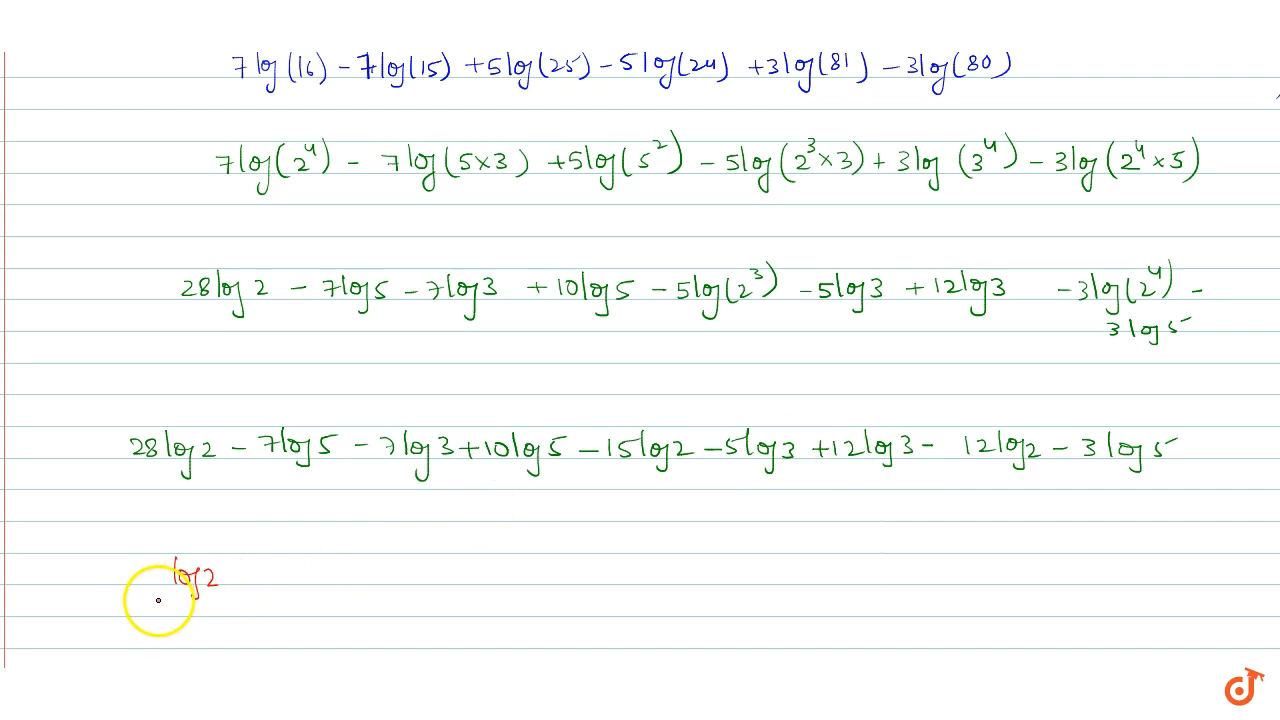 7log(16) - 7log(15) + 5log(25) - 5log(24) + 3log(81) - 3log(80)
7log(2⁴) - 7log(5×3) + 5log(5²) - 5log(2³×3) + 3log(3⁴) - 3log(2⁴×5)
28log2 - 7log5 - 7log3 + 10log5 - 5log(2³) - 5log3 + 12log3 - 3log(2⁴) -
3log5
28log2 - 7log5 - 7log3 + 10log5 - 15log2 - 5log3 + 12log3 - 12log2 - 3log5
log2